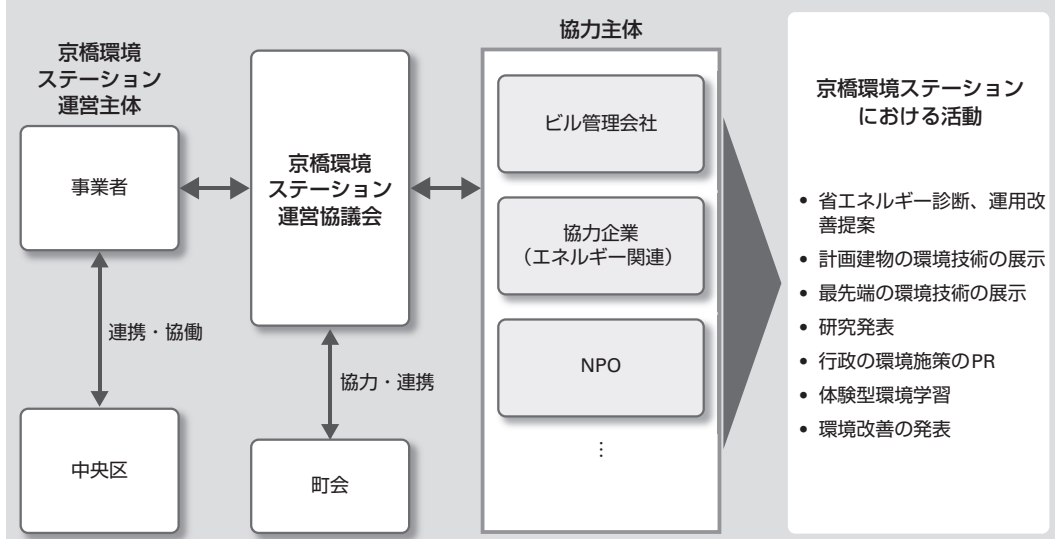 京橋環境
ステーション
運営主体
事業者
連携・協働
中央区
京橋環境
ステーション
運営協議会
協力・連携
町会
協力主体
ビル管理会社
協力企業
（エネルギー関連）
NPO
⋮
京橋環境ステーション
における活動
• 省エネルギー診断、運用改
善提案
• 計画建物の環境技術の展示
• 最先端の環境技術の展示
• 研究発表
• 行政の環境施策のPR
• 体験型環境学習
• 環境改善の発表